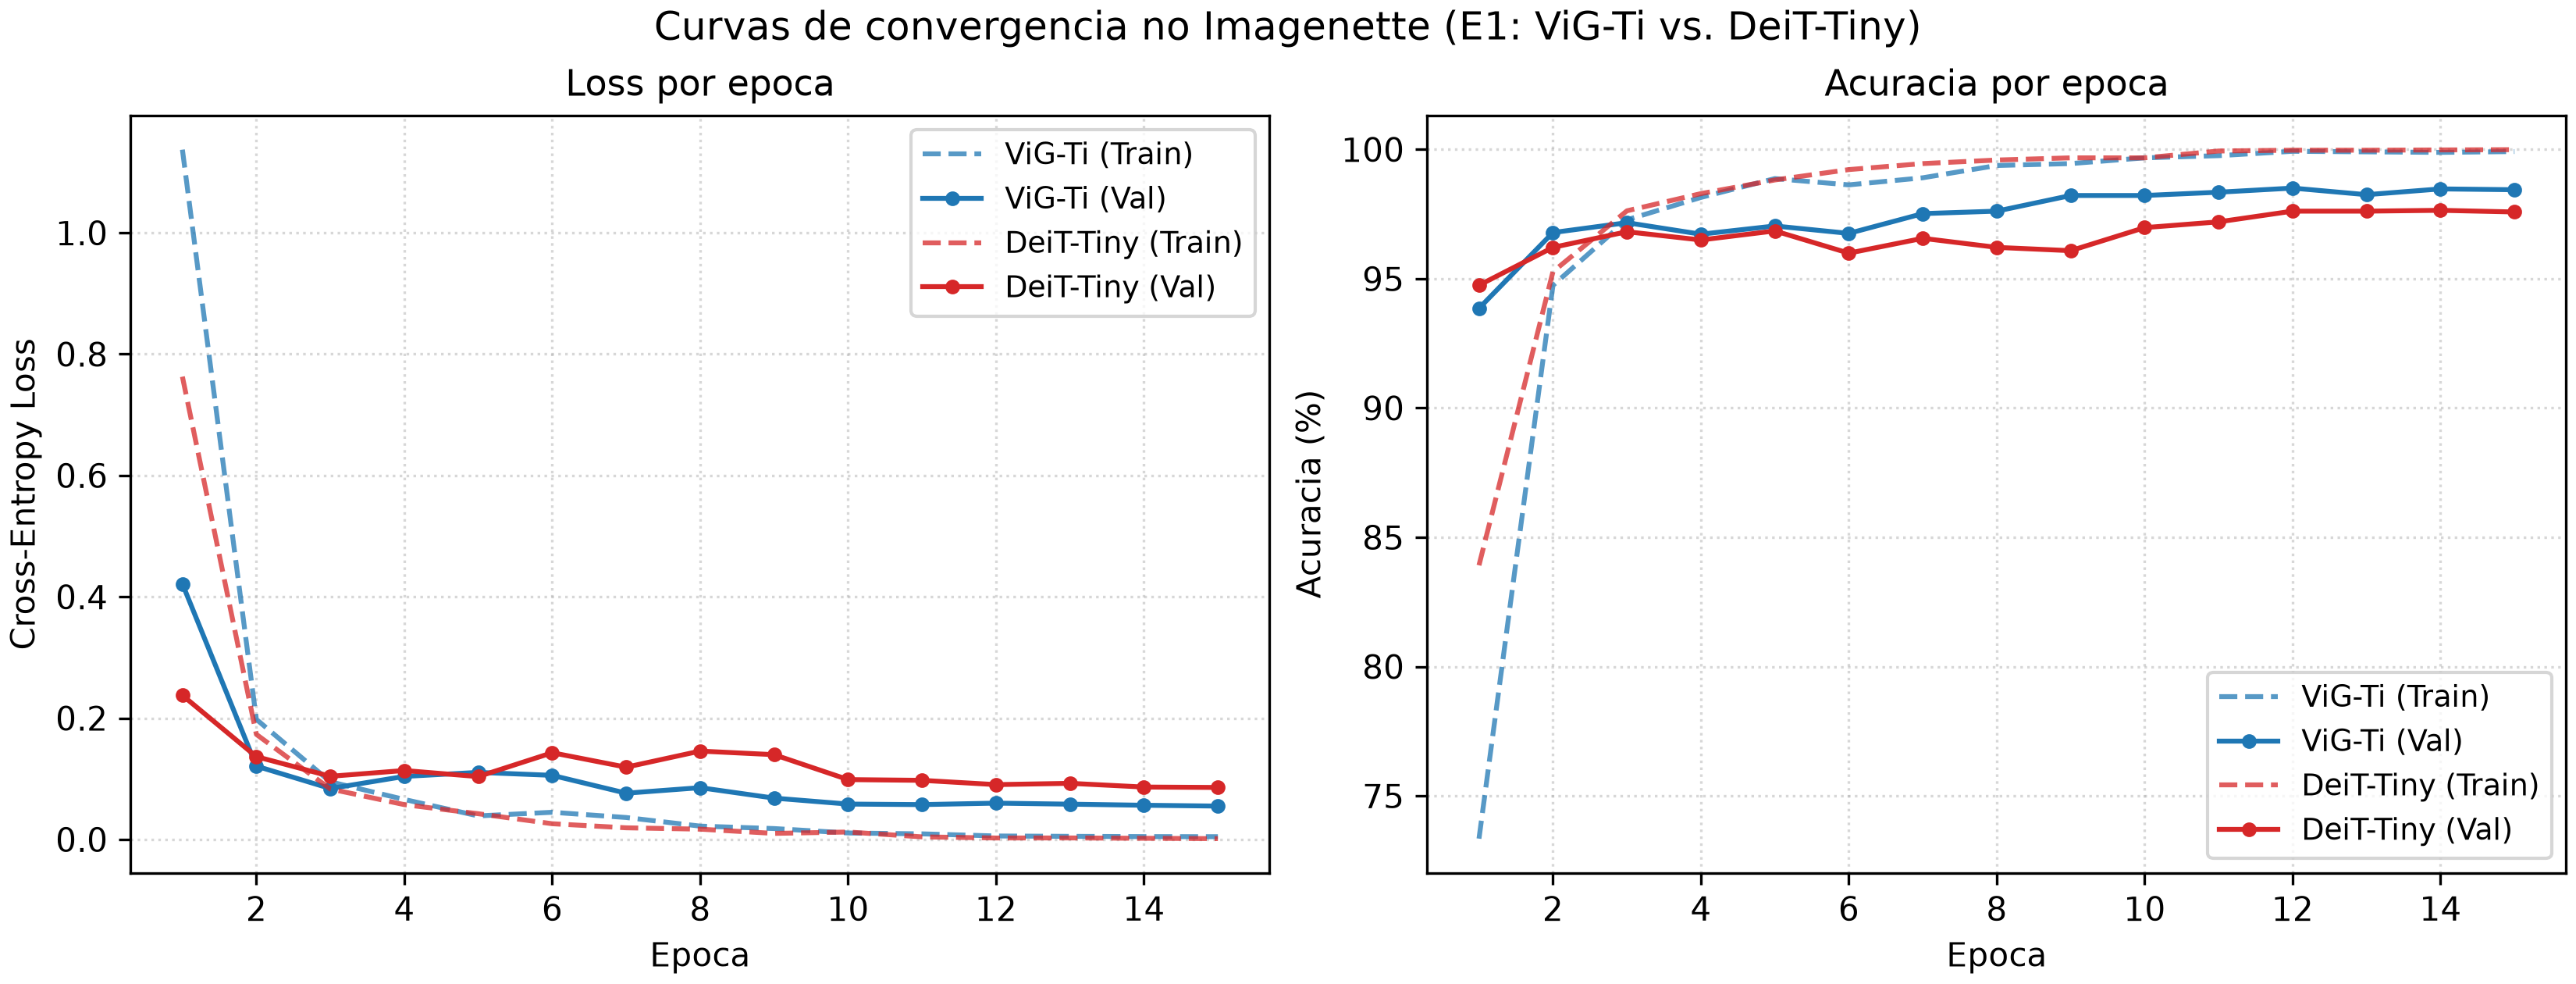 Curvas de convergencia no Imagenette (E1: ViG-Ti vs. DeiT-Tiny)
Loss por epoca
Cross-Entropy Loss
1.0
0.8
0.6
0.4
0.2
0.0
ViG-Ti (Train)
ViG-Ti (Val)
DeiT-Tiny (Train)
DeiT-Tiny (Val)
2 4 6 8 10 12 14
Epoca
Acuracia por epoca
Acuracia (%)
100
95
90
85
80
75
ViG-Ti (Train)
ViG-Ti (Val)
DeiT-Tiny (Train)
DeiT-Tiny (Val)
2 4 6 8 10 12 14
Epoca